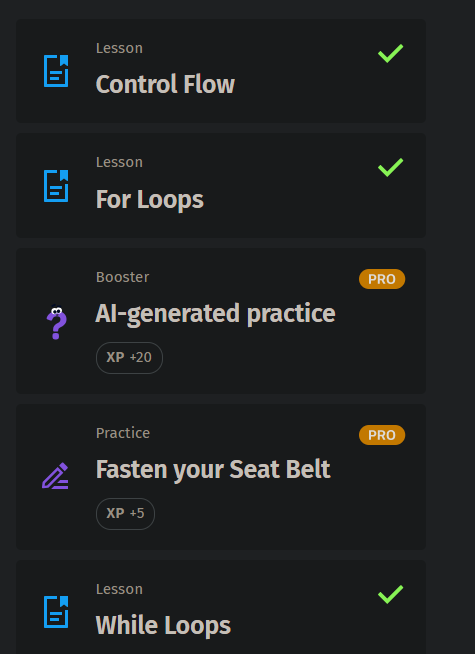 Lesson
Control Flow
Lesson
For Loops
Booster
PRO
AI-generated practice
XP +20
Practice
PRO
Fasten your Seat Belt
XP +5
Lesson
While Loops